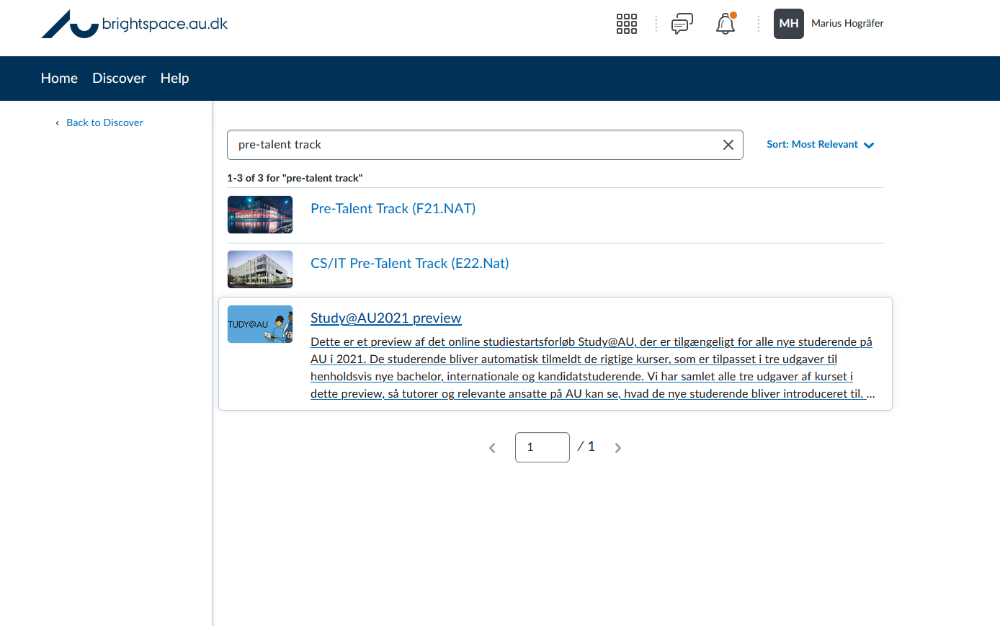 brightspace.au.dk
MH
Marius Hogräfer
Home Discover Help
Back to Discover
pre-talent track
Sort: Most Relevant
1-3 of 3 for "pre-talent track"
Pre-Talent Track (F21.NAT)
CS/IT Pre-Talent Track (E22.Nat)
TUDY@AU
Study@AU2021 preview
Dette er et preview af det online studiestartsforløb Study@AU, der er tilgængeligt for alle nye studerende på
AU i 2021. De studerende bliver automatisk tilmeldt de rigtige kurser, som er tilpasset i tre udgaver til
henholdsvis nye bachelor, internationale og kandidatstuderende. Vi har samlet alle tre udgaver af kurset i
dette preview, så tutorer og relevante ansatte på AU kan se, hvad de nye studerende bliver introduceret til. ...
1 / 1